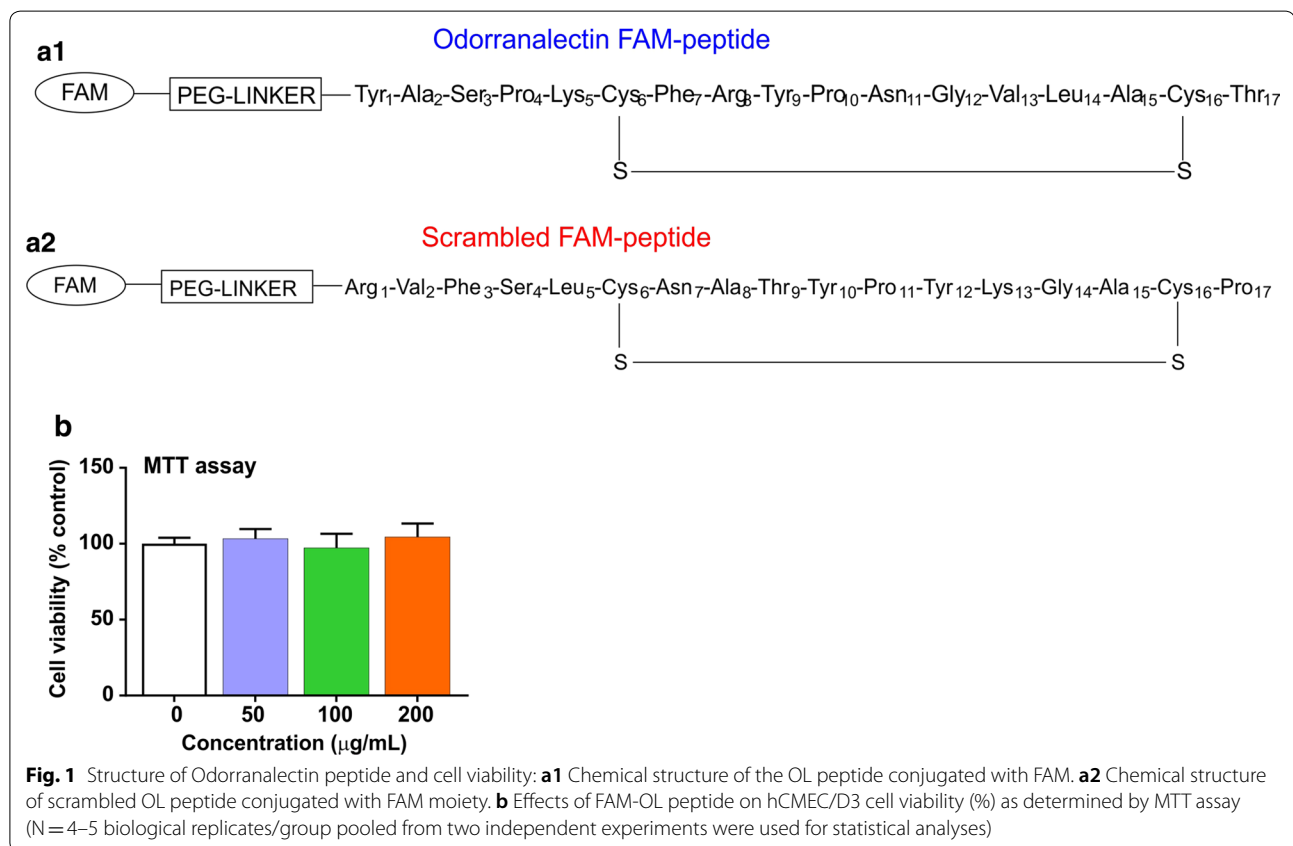 a1
Odorranalectin FAM-peptide
FAM PEG-LINKER Tyr1-Ala2-Ser3-Pro4-Lys5-Cys6-Phe7-Arg8-Tyr9-Pro10-Asn11-Gly12-Val13-Leu14-Ala15-Cys16-Thr17
S S
a2
Scrambled FAM-peptide
FAM PEG-LINKER Arg1-Val2-Phe3-Ser4-Leu5-Cys6-Asn7-Ala8-Thr9-Tyr10-Pro11-Tyr12-Lys13-Gly14-Ala15-Cys16-Pro17
S S
b
MTT assay
Cell viability (% control)
150
100
50
0
0 50 100 200
Concentration (μg/mL)
Fig. 1 Structure of Odorranalectin peptide and cell viability: a1 Chemical structure of the OL peptide conjugated with FAM. a2 Chemical structure
of scrambled OL peptide conjugated with FAM moiety. b Effects of FAM-OL peptide on hCMEC/D3 cell viability (%) as determined by MTT assay
(N = 4–5 biological replicates/group pooled from two independent experiments were used for statistical analyses)